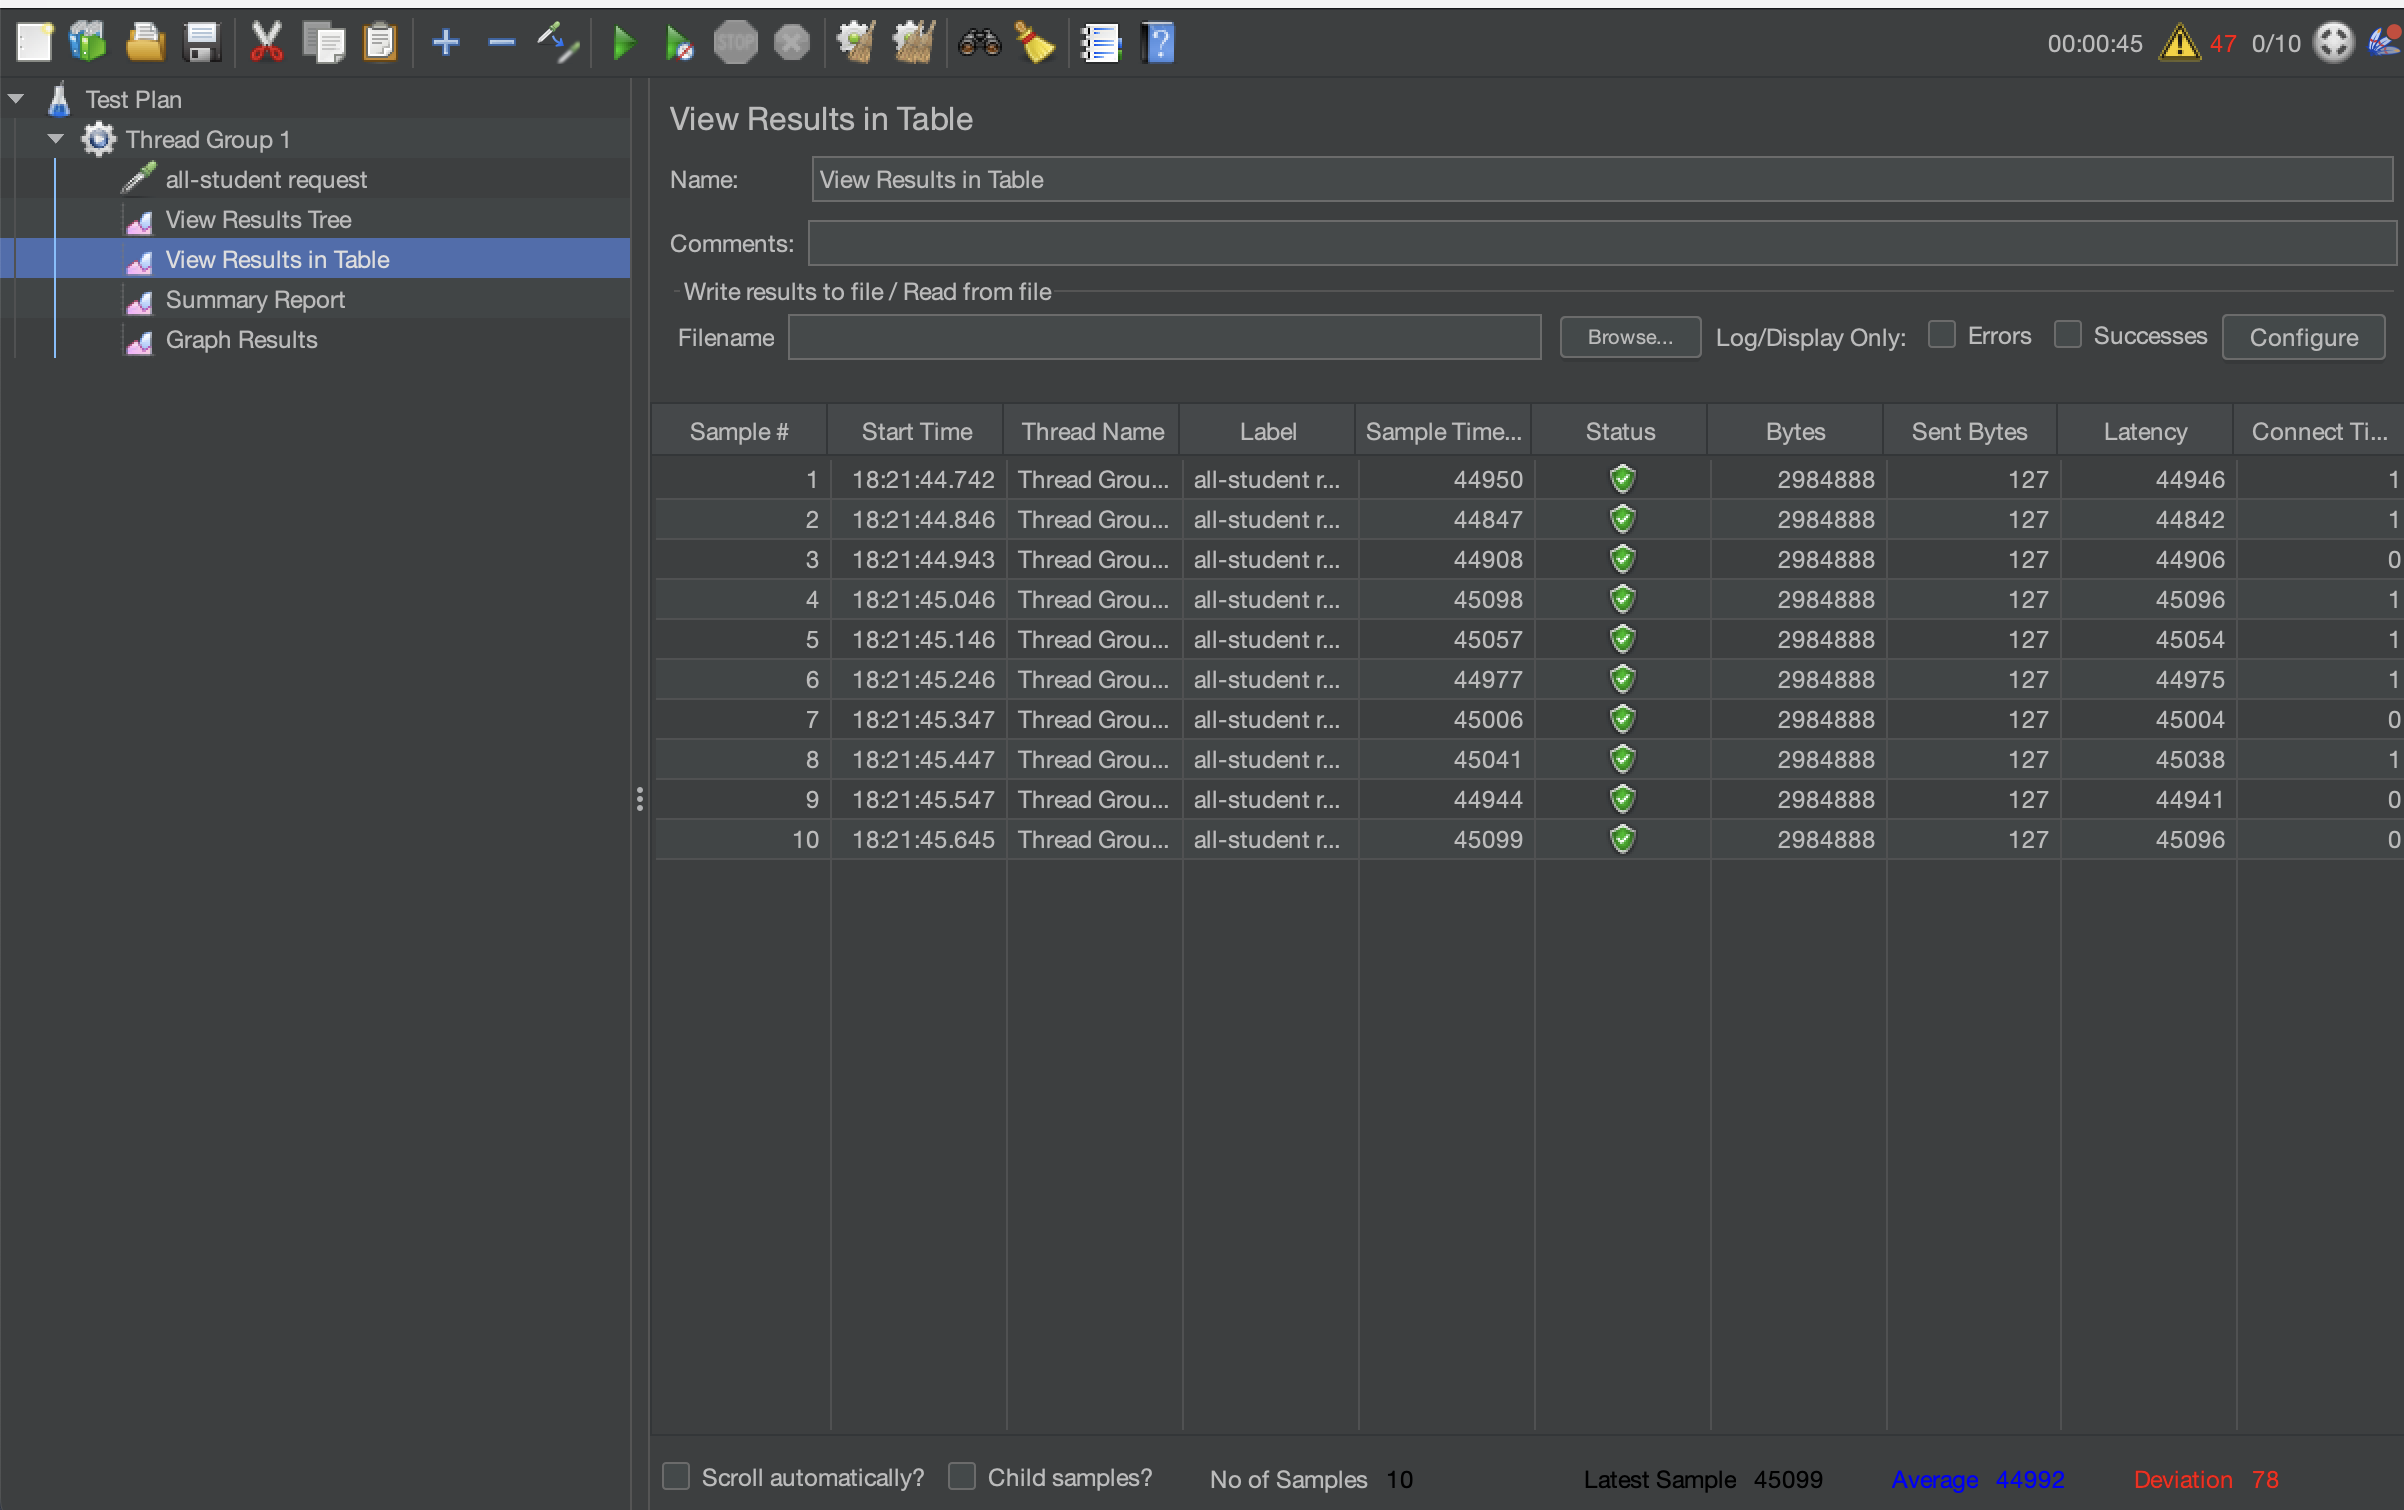 STOP
00:00:45 47 0/10
Test Plan
Thread Group 1
all-student request
View Results Tree
View Results in Table
Summary Report
Graph Results
View Results in Table
Name: View Results in Table
Comments:
Write results to file / Read from file
Filename Browse... Log/Display Only: Errors Successes Configure
Sample # Start Time Thread Name Label Sample Time... Status Bytes Sent Bytes Latency Connect Ti...
1 18:21:44.742 Thread Grou... all-student r... 44950 2984888 127 44946 1
2 18:21:44.846 Thread Grou... all-student r... 44847 2984888 127 44842 1
3 18:21:44.943 Thread Grou... all-student r... 44908 2984888 127 44906 0
4 18:21:45.046 Thread Grou... all-student r... 45098 2984888 127 45096 1
5 18:21:45.146 Thread Grou... all-student r... 45057 2984888 127 45054 1
6 18:21:45.246 Thread Grou... all-student r... 44977 2984888 127 44975 1
7 18:21:45.347 Thread Grou... all-student r... 45006 2984888 127 45004 0
8 18:21:45.447 Thread Grou... all-student r... 45041 2984888 127 45038 1
9 18:21:45.547 Thread Grou... all-student r... 44944 2984888 127 44941 0
10 18:21:45.645 Thread Grou... all-student r... 45099 2984888 127 45096 0
Scroll automatically? Child samples? No of Samples 10 Latest Sample 45099 Average 44992 Deviation 78